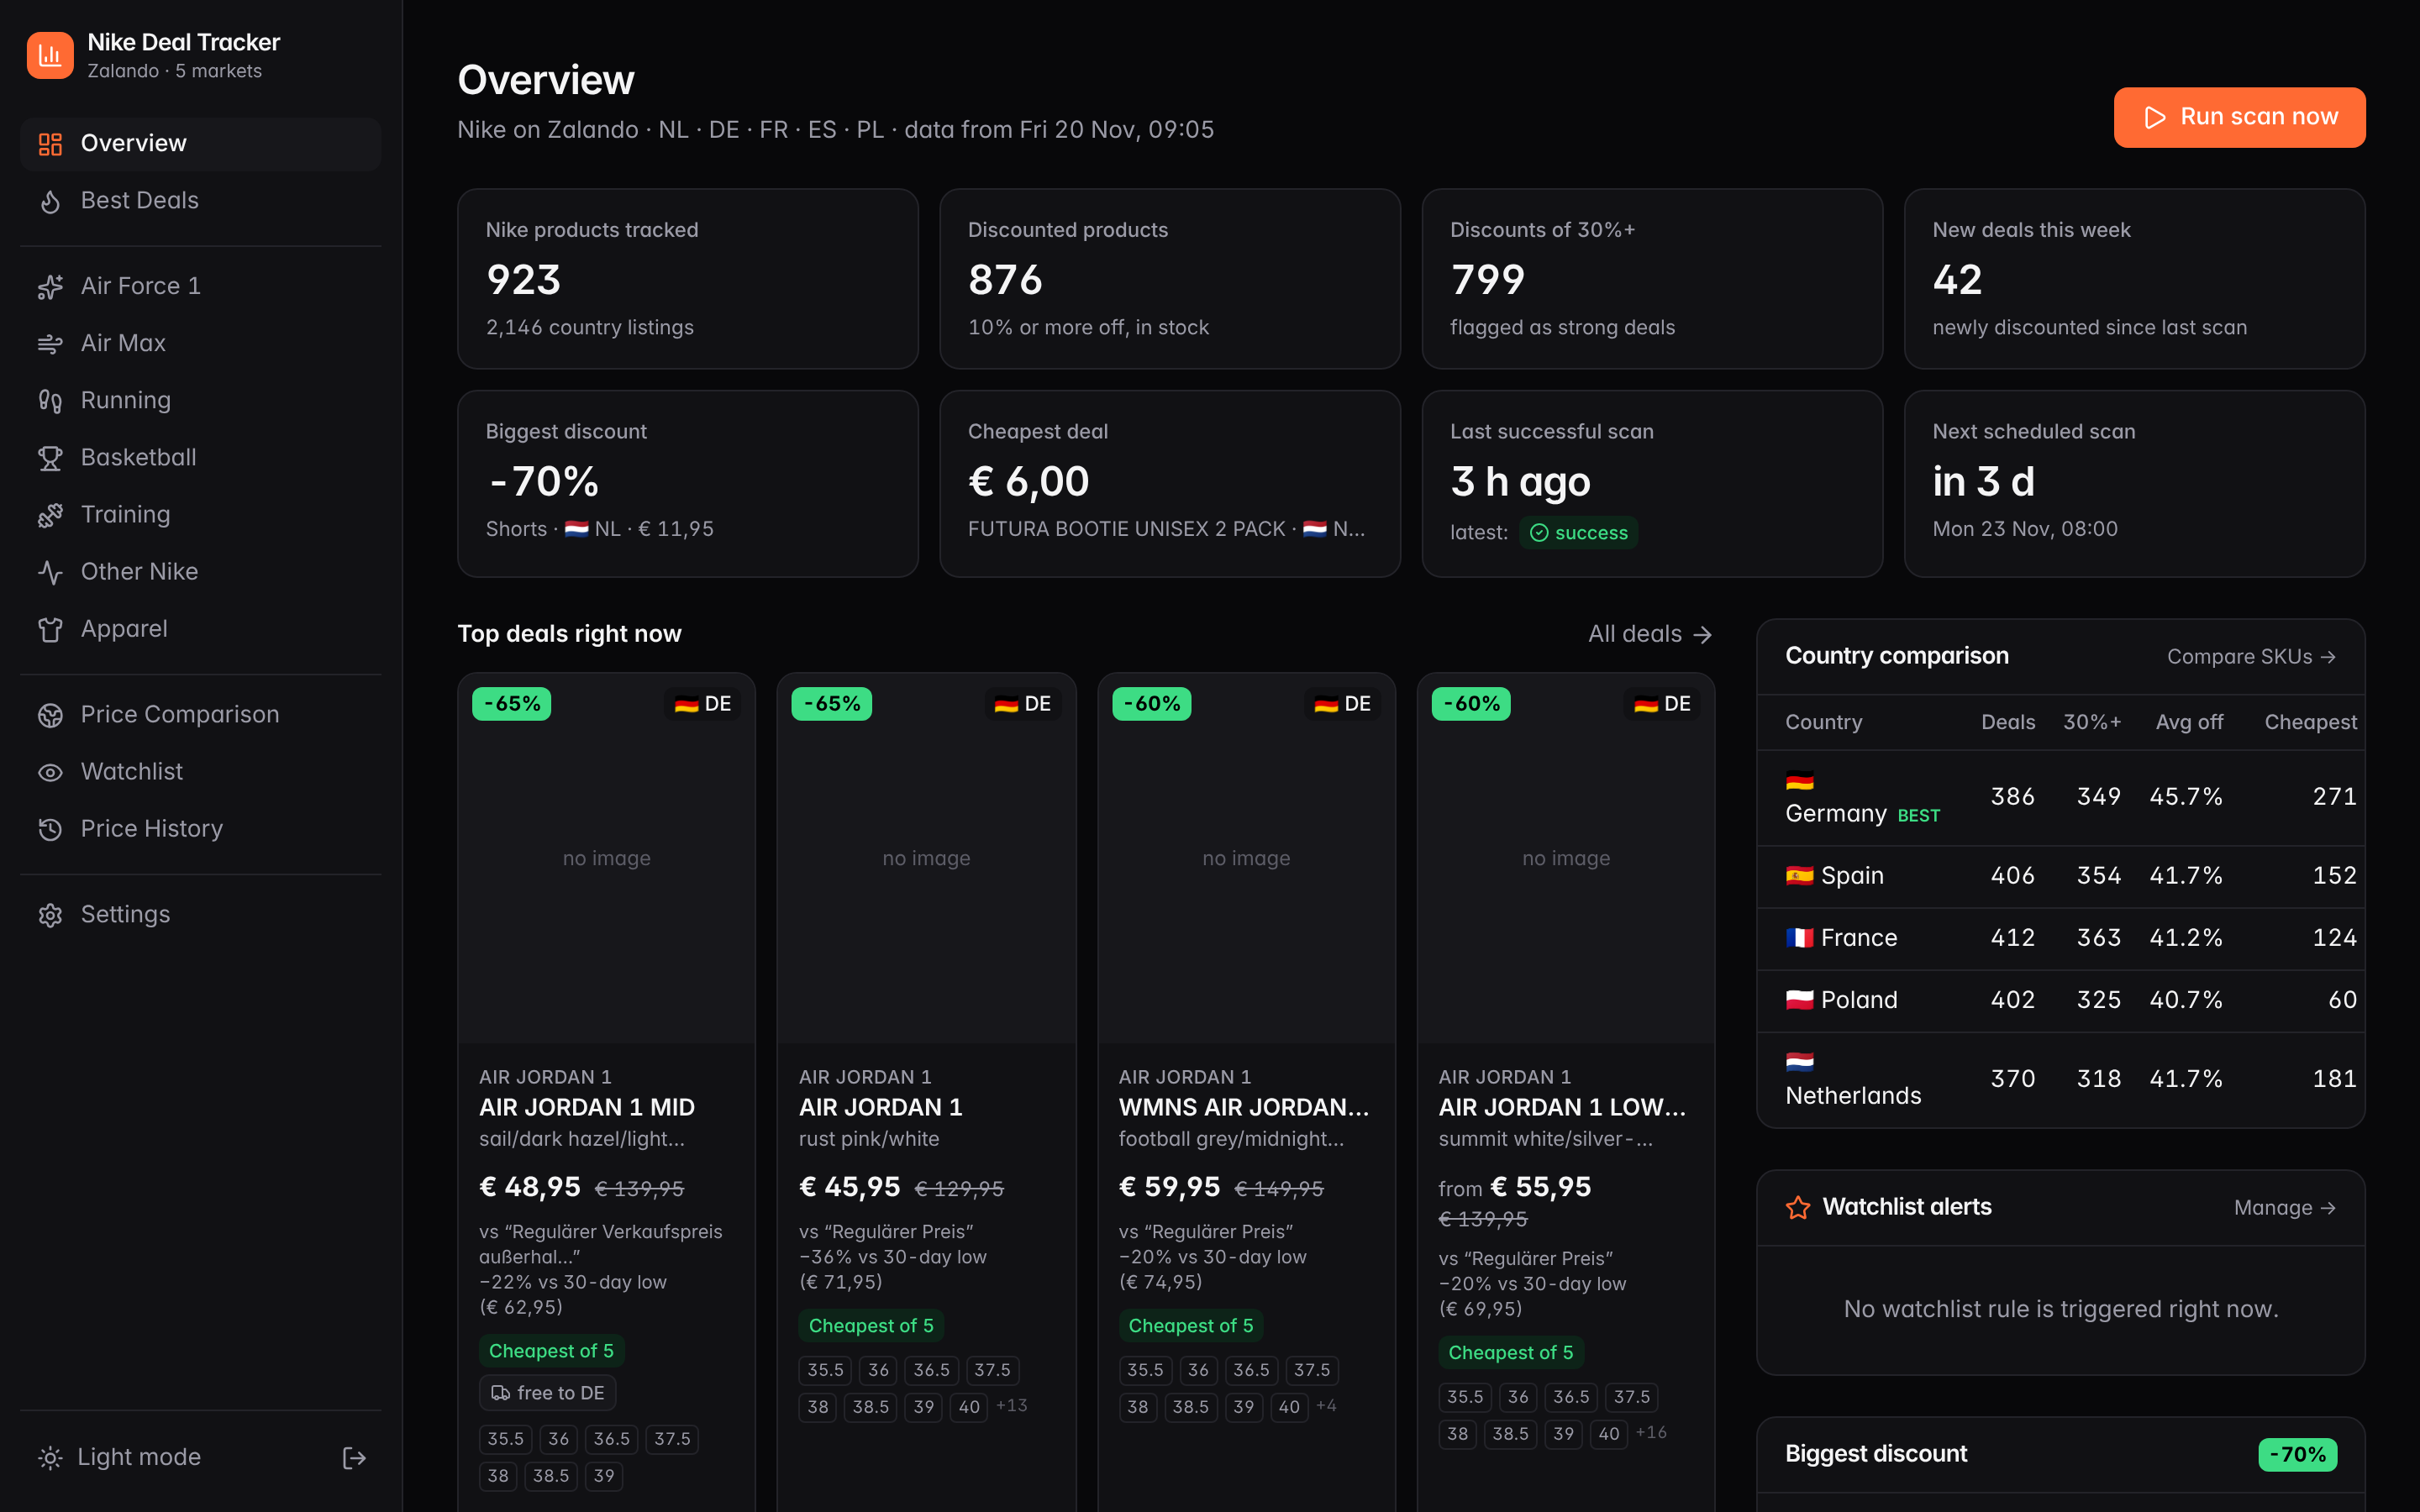 Nike Deal Tracker
Zalando · 5 markets
Overview
Best Deals
Air Force 1
Air Max
Running
Basketball
Training
Other Nike
Apparel
Price Comparison
Watchlist
Price History
Settings
Light mode
Overview
Nike on Zalando · NL · DE · FR · ES · PL · data from Fri 20 Nov, 09:05
Run scan now
Nike products tracked
923
2,146 country listings
Discounted products
876
10% or more off, in stock
Discounts of 30%+
799
flagged as strong deals
New deals this week
42
newly discounted since last scan
Biggest discount
-70%
Shorts · 🇳🇱 NL · € 11,95
Cheapest deal
€ 6,00
FUTURA BOOTIE UNISEX 2 PACK · 🇳🇱 N...
Last successful scan
3 h ago
latest: success
Next scheduled scan
in 3 d
Mon 23 Nov, 08:00
Top deals right now
All deals →
-65% 🇩🇪 DE
no image
AIR JORDAN 1
AIR JORDAN 1 MID
sail/dark hazel/light...
€ 48,95 € 139,95
vs “Regulärer Verkaufspreis
außerhal...”
−22% vs 30-day low
(€ 62,95)
Cheapest of 5
free to DE
35.5 36 36.5 37.5
38 38.5 39
-65% 🇩🇪 DE
no image
AIR JORDAN 1
AIR JORDAN 1
rust pink/white
€ 45,95 € 129,95
vs “Regulärer Preis”
−36% vs 30-day low
(€ 71,95)
Cheapest of 5
35.5 36 36.5 37.5
38 38.5 39 40 +13
-60% 🇩🇪 DE
no image
AIR JORDAN 1
WMNS AIR JORDAN...
football grey/midnight...
€ 59,95 € 149,95
vs “Regulärer Preis”
−20% vs 30-day low
(€ 74,95)
Cheapest of 5
35.5 36 36.5 37.5
38 38.5 39 40 +4
-60% 🇩🇪 DE
no image
AIR JORDAN 1
AIR JORDAN 1 LOW...
summit white/silver-...
from € 55,95
€ 139,95
vs “Regulärer Preis”
−20% vs 30-day low
(€ 69,95)
Cheapest of 5
35.5 36 36.5 37.5
38 38.5 39 40 +16
Country comparison
Compare SKUs →
Country Deals 30%+ Avg off Cheapest
🇩🇪
Germany BEST 386 349 45.7% 271
🇪🇸 Spain 406 354 41.7% 152
🇫🇷 France 412 363 41.2% 124
🇵🇱 Poland 402 325 40.7% 60
🇳🇱
Netherlands 370 318 41.7% 181
Watchlist alerts
Manage →
No watchlist rule is triggered right now.
Biggest discount
-70%